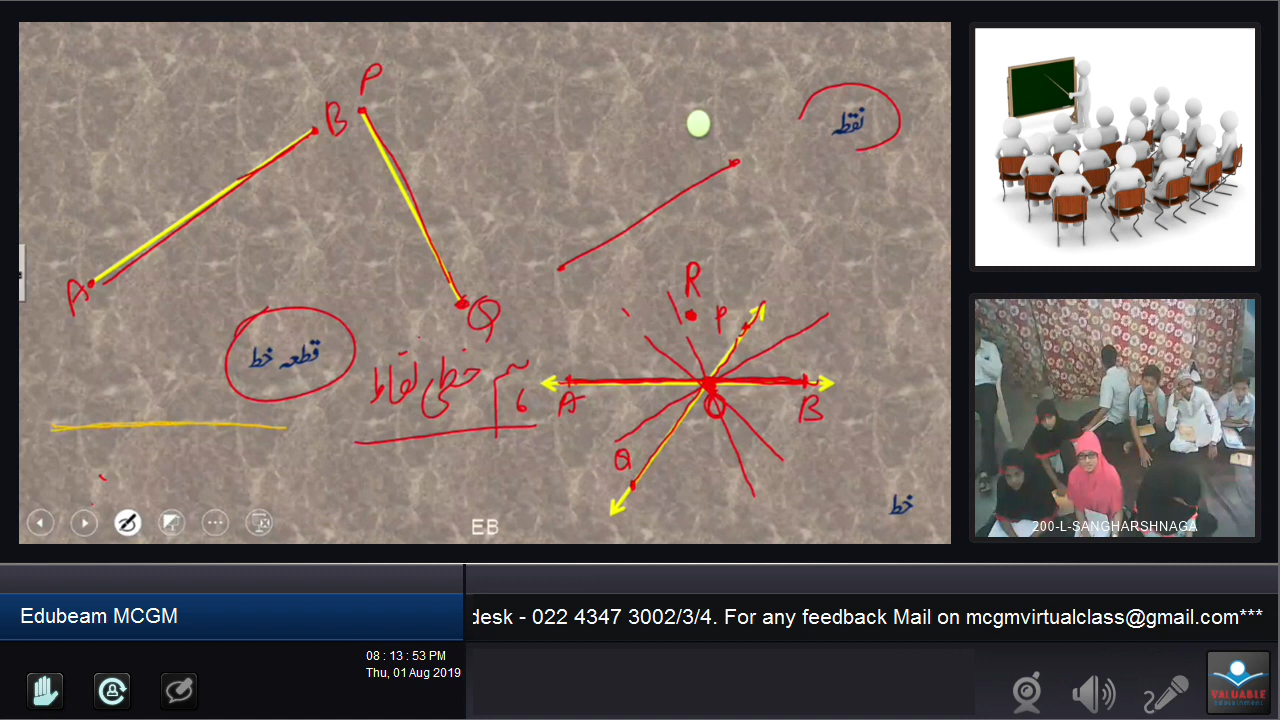 P
B
نقطہ
A
Q
قطعہ خط
ہم خطی نقاط
R
P
A
O
B
Q
خط
EB
200-L-SANGHARSHNAGA
Edubeam MCGM
desk - 022 4347 3002/3/4. For any feedback Mail on mcgmvirtualclass@gmail.com***
08 : 13 : 53 PM
Thu, 01 Aug 2019
VALUABLE